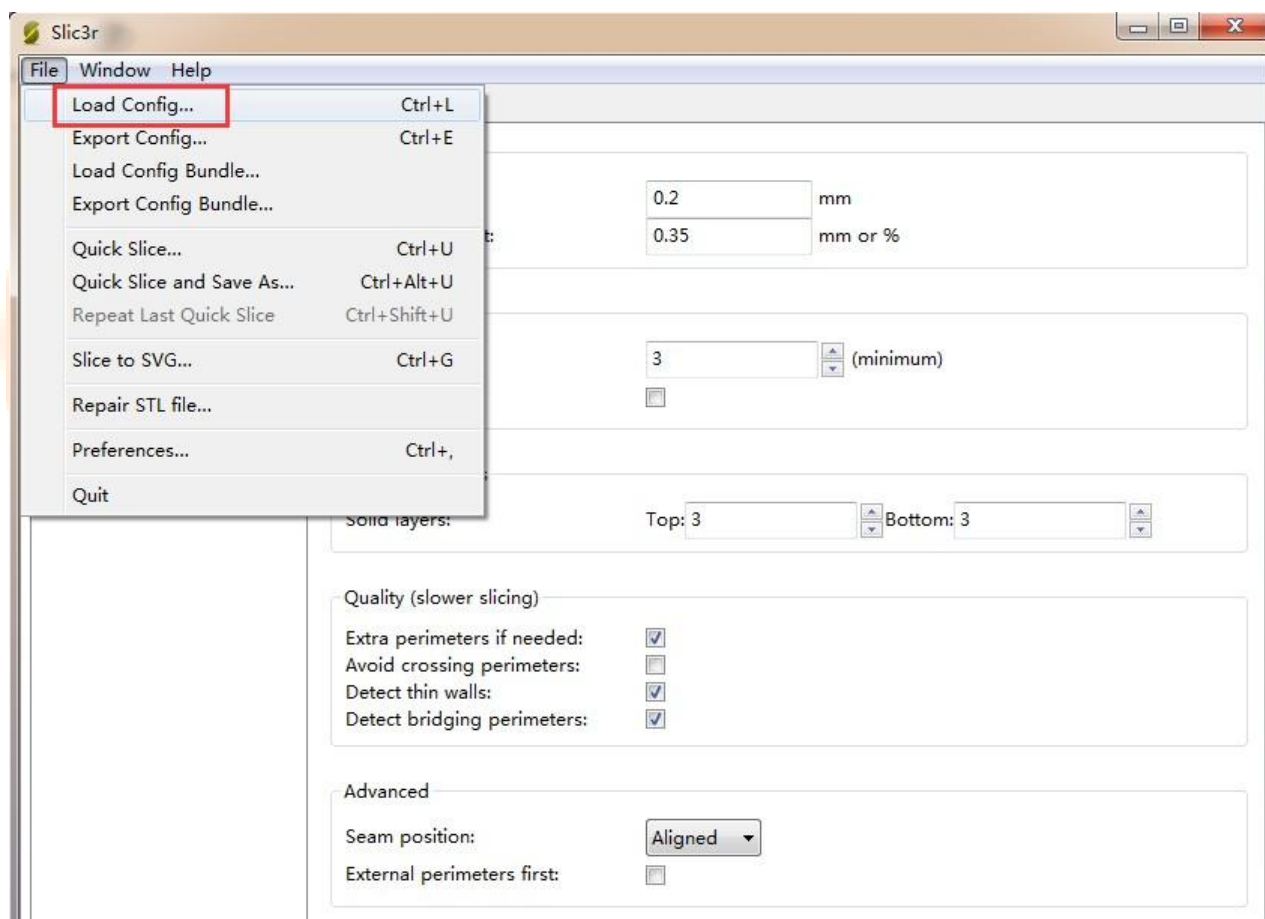 Slic3r
File Window Help
Load Config... Ctrl+L
Export Config... Ctrl+E
Load Config Bundle...
Export Config Bundle...
0.2 mm
Quick Slice... Ctrl+U
t: 0.35 mm or %
Quick Slice and Save As... Ctrl+Alt+U
Repeat Last Quick Slice Ctrl+Shift+U
Slice to SVG... Ctrl+G
3 (minimum)
Repair STL file...
Preferences... Ctrl+,
Quit
Solid layers: Top: 3 Bottom: 3
Quality (slower slicing)
Extra perimeters if needed:
Avoid crossing perimeters:
Detect thin walls:
Detect bridging perimeters:
Advanced
Seam position: Aligned
External perimeters first: